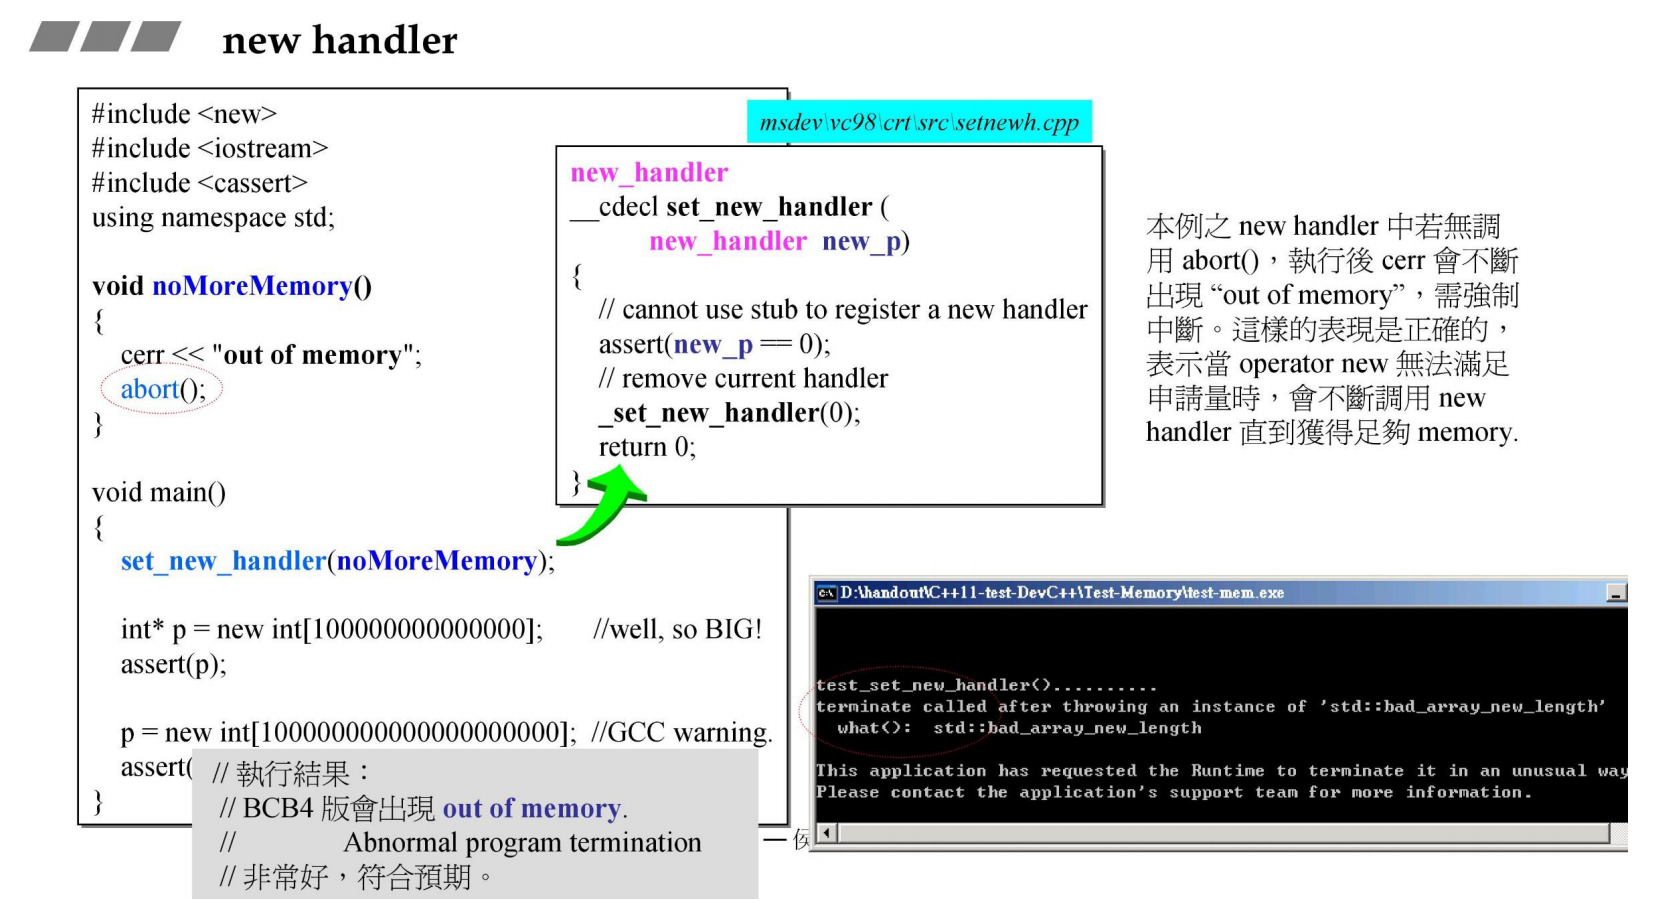 new handler
#include <new>
#include <iostream>
#include <cassert>
using namespace std;
void noMoreMemory()
{
cerr << "out of memory";
abort();
}
void main()
{
set_new_handler(noMoreMemory);
int* p = new int[100000000000000]; //well, so BIG!
assert(p);
p = new int[100000000000000000000]; //GCC warning.
assert(
}
msdev\vc98\crt\src\setnewh.cpp
new_handler
__cdecl set_new_handler (
new_handler new_p)
{
// cannot use stub to register a new handler
assert(new_p == 0);
// remove current handler
_set_new_handler(0);
return 0;
}
本例之 new handler 中若無調
用 abort(),執行後 cerr 會不斷
出現 “out of memory”,需強制
中斷。這樣的表現是正確的,
表示當 operator new 無法滿足
申請量時,會不斷調用 new
handler 直到獲得足夠 memory.
// 執行結果:
// BCB4 版會出現 out of memory.
// Abnormal program termination
// 非常好,符合預期。
— 侯
D:\handout\C++11-test-DevC++\Test-Memory\test-mem.exe
test_set_new_handler()..........
terminate called after throwing an instance of 'std::bad_array_new_length'
what(): std::bad_array_new_length
This application has requested the Runtime to terminate it in an unusual way
Please contact the application's support team for more information.